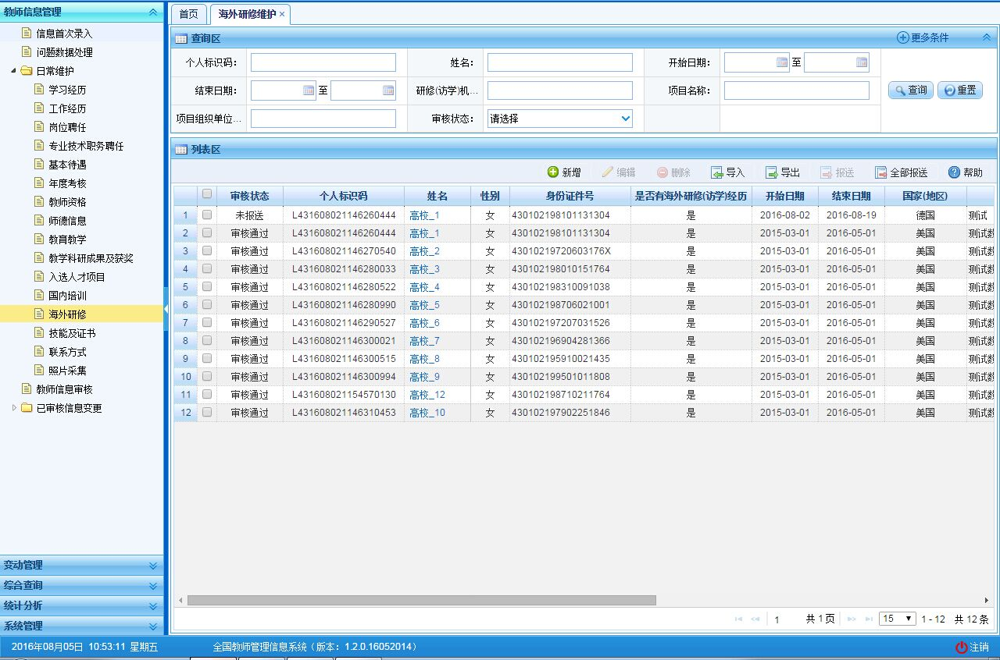 教师信息管理
信息首次录入
问题数据处理
日常维护
学习经历
工作经历
岗位聘任
专业技术职务聘任
基本待遇
年度考核
教师资格
师德信息
教育教学
教学科研成果及获奖
入选人才项目
国内培训
海外研修
技能及证书
联系方式
照片采集
教师信息审核
已审核信息变更
变动管理
综合查询
统计分析
系统管理
首页 海外研修维护 ×
查询区 更多条件
个人标识码： 姓名： 开始日期： 至
结束日期： 至 研修(访学)机... 项目名称： 查询 重置
项目组织单位... 审核状态： 请选择
列表区
新增 编辑 删除 导入 导出 报送 全部报送 帮助
审核状态 个人标识码 姓名 性别 身份证件号 是否有海外研修(访学)经历 开始日期 结束日期 国家(地区)
1 未报送 L431608021146260444 高校_1 女 430102198101131304 是 2016-08-02 2016-08-19 德国 测试
2 审核通过 L431608021146260444 高校_1 女 430102198101131304 是 2015-03-01 2016-05-01 美国 测试数
3 审核通过 L431608021146270540 高校_2 女 43010219720603176X 是 2015-03-01 2016-05-01 美国 测试数
4 审核通过 L431608021146280033 高校_3 女 430102198010151764 是 2015-03-01 2016-05-01 美国 测试数
5 审核通过 L431608021146280522 高校_4 女 430102198310091038 是 2015-03-01 2016-05-01 美国 测试数
6 审核通过 L431608021146280990 高校_5 女 430102198706021001 是 2015-03-01 2016-05-01 美国 测试数
7 审核通过 L431608021146290527 高校_6 女 430102197207031526 是 2015-03-01 2016-05-01 美国 测试数
8 审核通过 L431608021146300021 高校_7 女 430102196904281366 是 2015-03-01 2016-05-01 美国 测试数
9 审核通过 L431608021146300515 高校_8 女 430102195910021435 是 2015-03-01 2016-05-01 美国 测试数
10 审核通过 L431608021146300994 高校_9 女 430102199501011808 是 2015-03-01 2016-05-01 美国 测试数
11 审核通过 L431608021154570130 高校_12 女 430102198710211764 是 2015-03-01 2016-05-01 美国 测试数
12 审核通过 L431608021146310453 高校_10 女 430102197902251846 是 2015-03-01 2016-05-01 美国 测试数
1 共 1 页 15 1 - 12 共 12 条
2016年08月05日 10:53:11 星期五 全国教师管理信息系统（版本：1.2.0.16052014） 注销